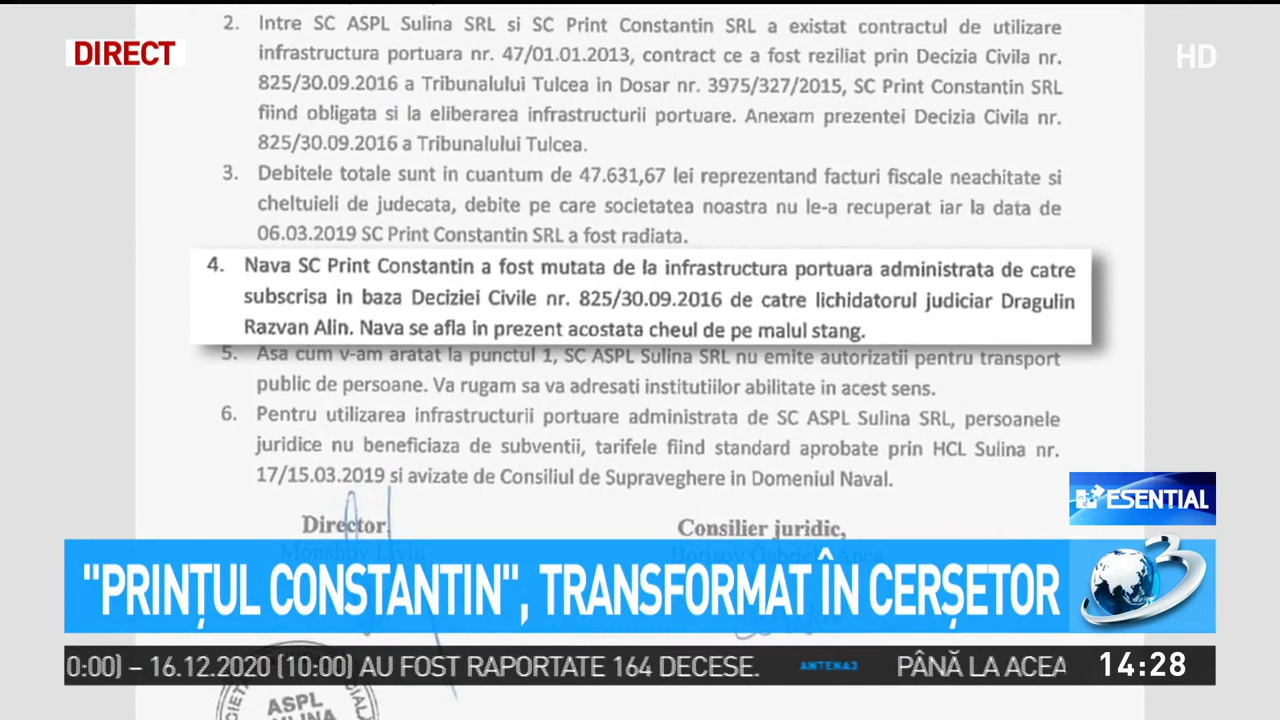 DIRECT
HD
2. Intre SC ASPL Sulina SRL si SC Print Constantin SRL a existat contractul de utilizare
infrastructura portuara nr. 47/01.01.2013, contract ce a fost reziliat prin Decizia Civila nr.
825/30.09.2016 a Tribunalului Tulcea in Dosar nr. 3975/327/2015, SC Print Constantin SRL
fiind obligata si la eliberarea infrastructurii portuare. Anexam prezentei Decizia Civila nr.
825/30.09.2016 a Tribunalului Tulcea.
3. Debitele totale sunt in cuantum de 47.631,67 lei reprezentand facturi fiscale neachitate si
cheltuieli de judecata, debite pe care societatea noastra nu le-a recuperat iar la data de
06.03.2019 SC Print Constantin SRL a fost radiata.
4. Nava SC Print Constantin a fost mutata de la infrastructura portuara administrata de catre
subscrisa in baza Deciziei Civile nr. 825/30.09.2016 de catre lichidatorul judiciar Dragulin
Razvan Alin. Nava se afla in prezent acostata cheul de pe malul stang.
5. Asa cum v-am aratat la punctul 1, SC ASPL Sulina SRL nu emite autorizatii pentru transport
public de persoane. Va rugam sa va adresati institutiilor abilitate in acest sens.
6. Pentru utilizarea infrastructurii portuare administrata de SC ASPL Sulina SRL, persoanele
juridice nu beneficiaza de subventii, tarifele fiind standard aprobate prin HCL Sulina nr.
17/15.03.2019 si avizate de Consiliul de Supraveghere in Domeniul Naval.
Director,
Consilier juridic,
ESENȚIAL
"PRINȚUL CONSTANTIN", TRANSFORMAT ÎN CERȘETOR
3
0:00) – 16.12.2020 (10:00) AU FOST RAPORTATE 164 DECESE. ANTENA3 PÂNĂ LA ACEA
14:28
ASPL